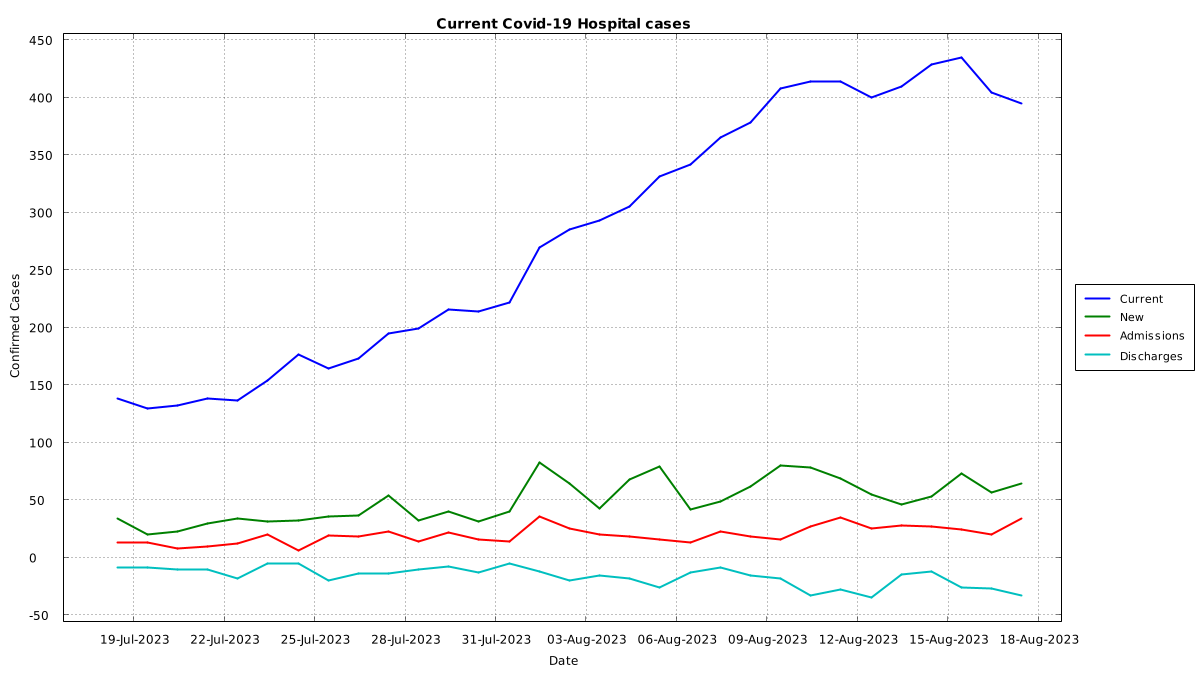 Current Covid-19 Hospital cases
450
400
350
300
250
200
150
100
50
0
-50
Confirmed Cases
19-Jul-2023 22-Jul-2023 25-Jul-2023 28-Jul-2023 31-Jul-2023 03-Aug-2023 06-Aug-2023 09-Aug-2023 12-Aug-2023 15-Aug-2023 18-Aug-2023
Date
Current
New
Admissions
Discharges